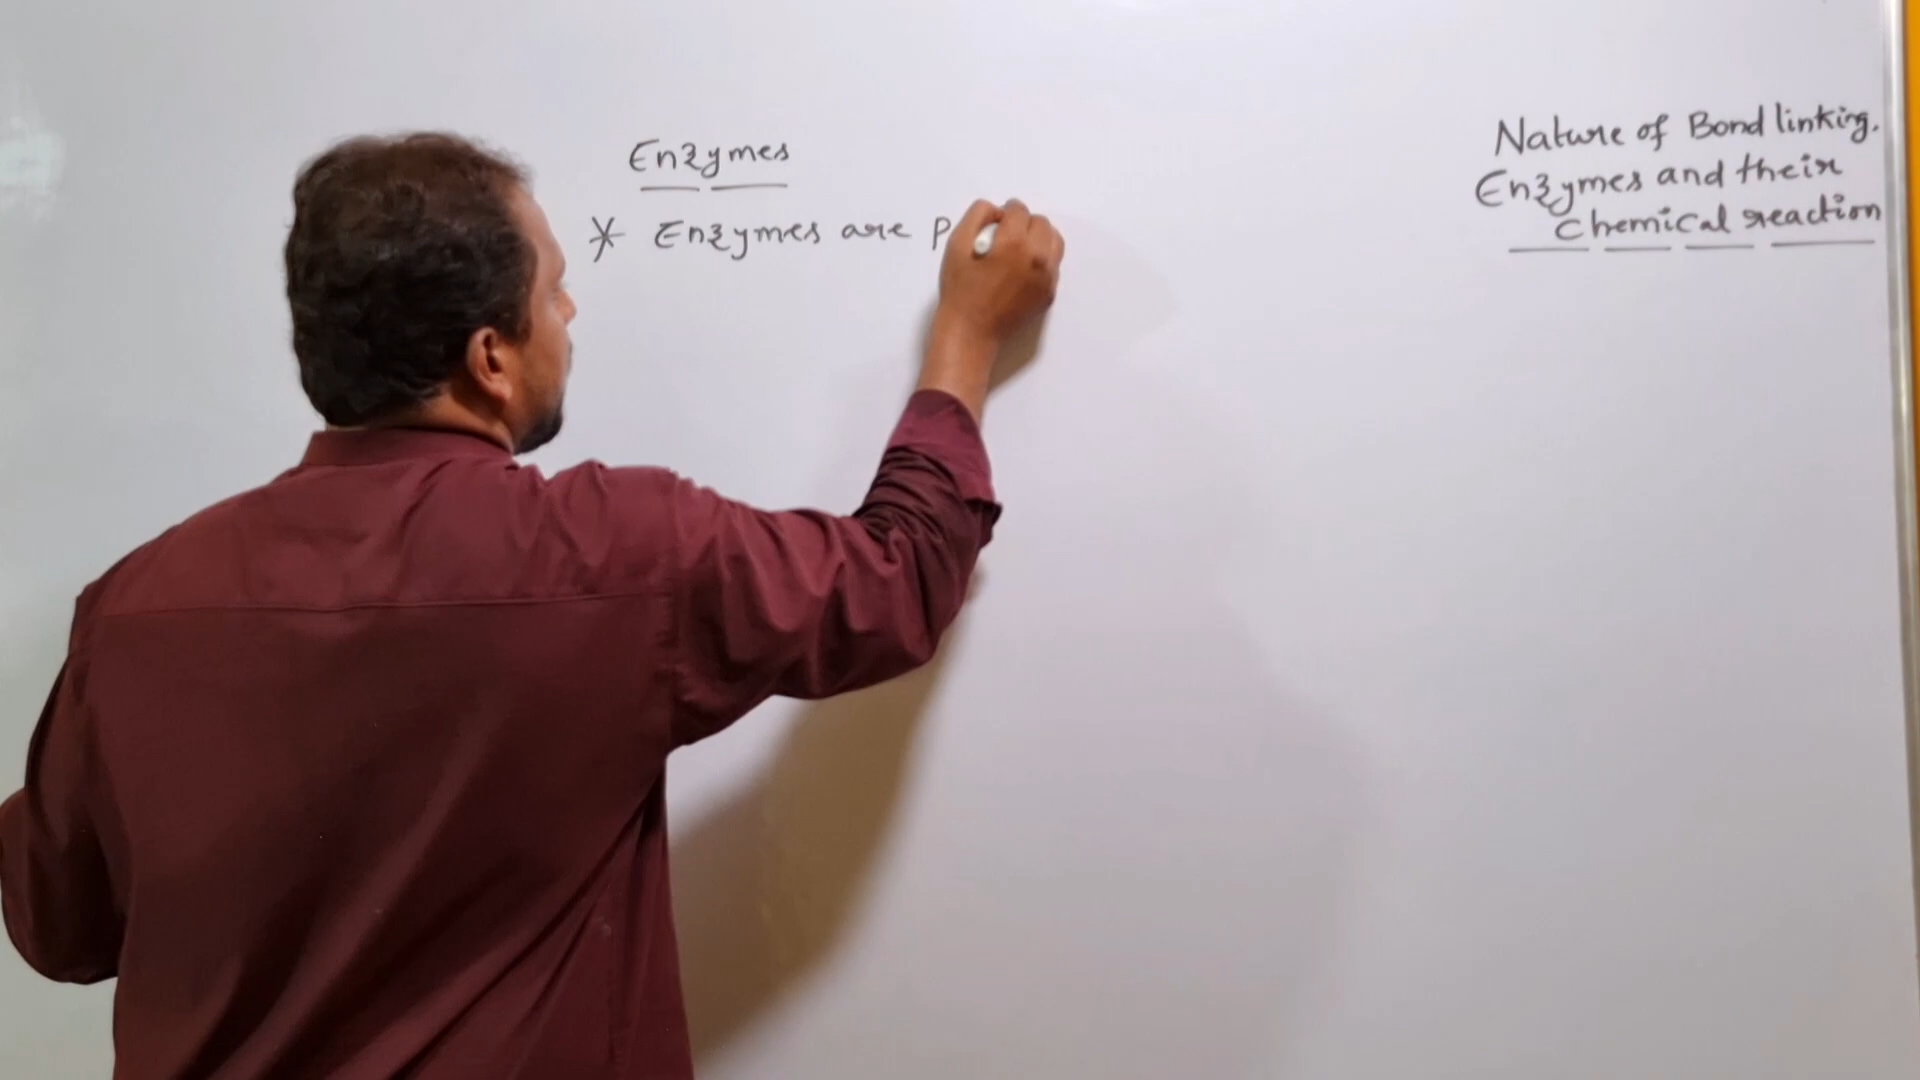 Enzymes
* Enzymes are p
Nature of Bond linking.
Enzymes and their
Chemical reaction